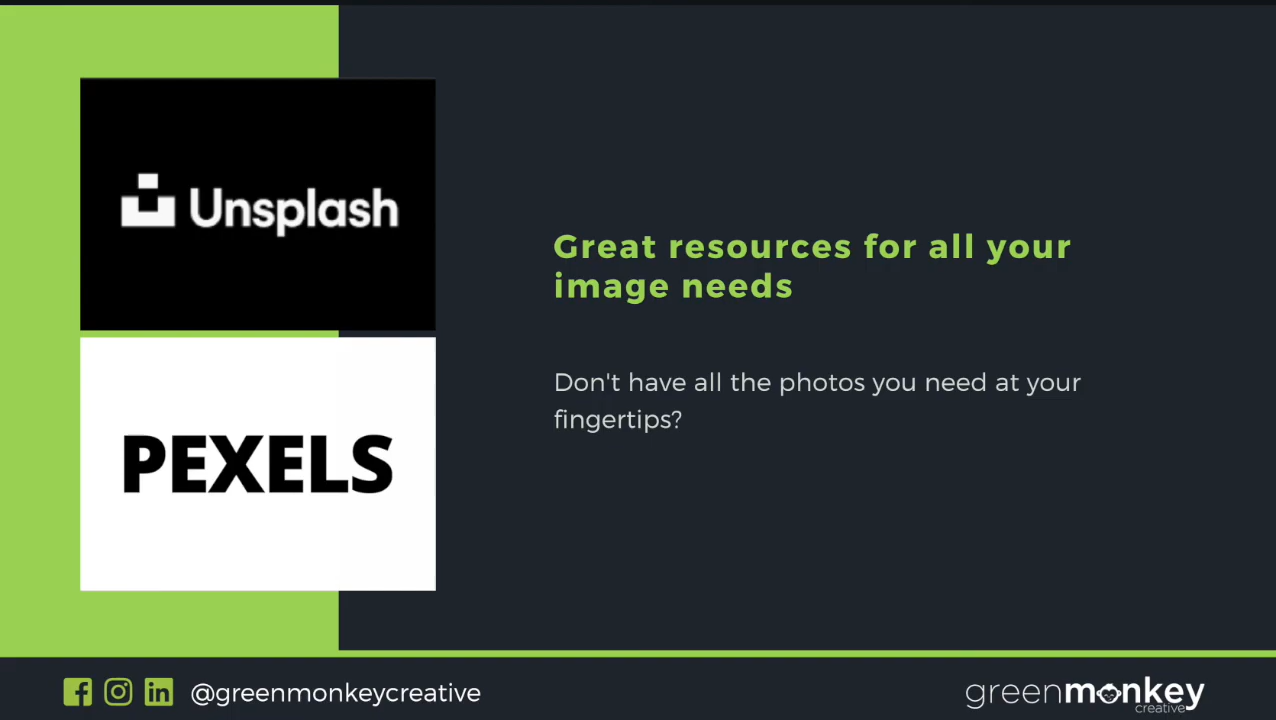 Unsplash
PEXELS
Great resources for all your
image needs
Don't have all the photos you need at your
fingertips?
@greenmonkeycreative
greenmonkey
creative